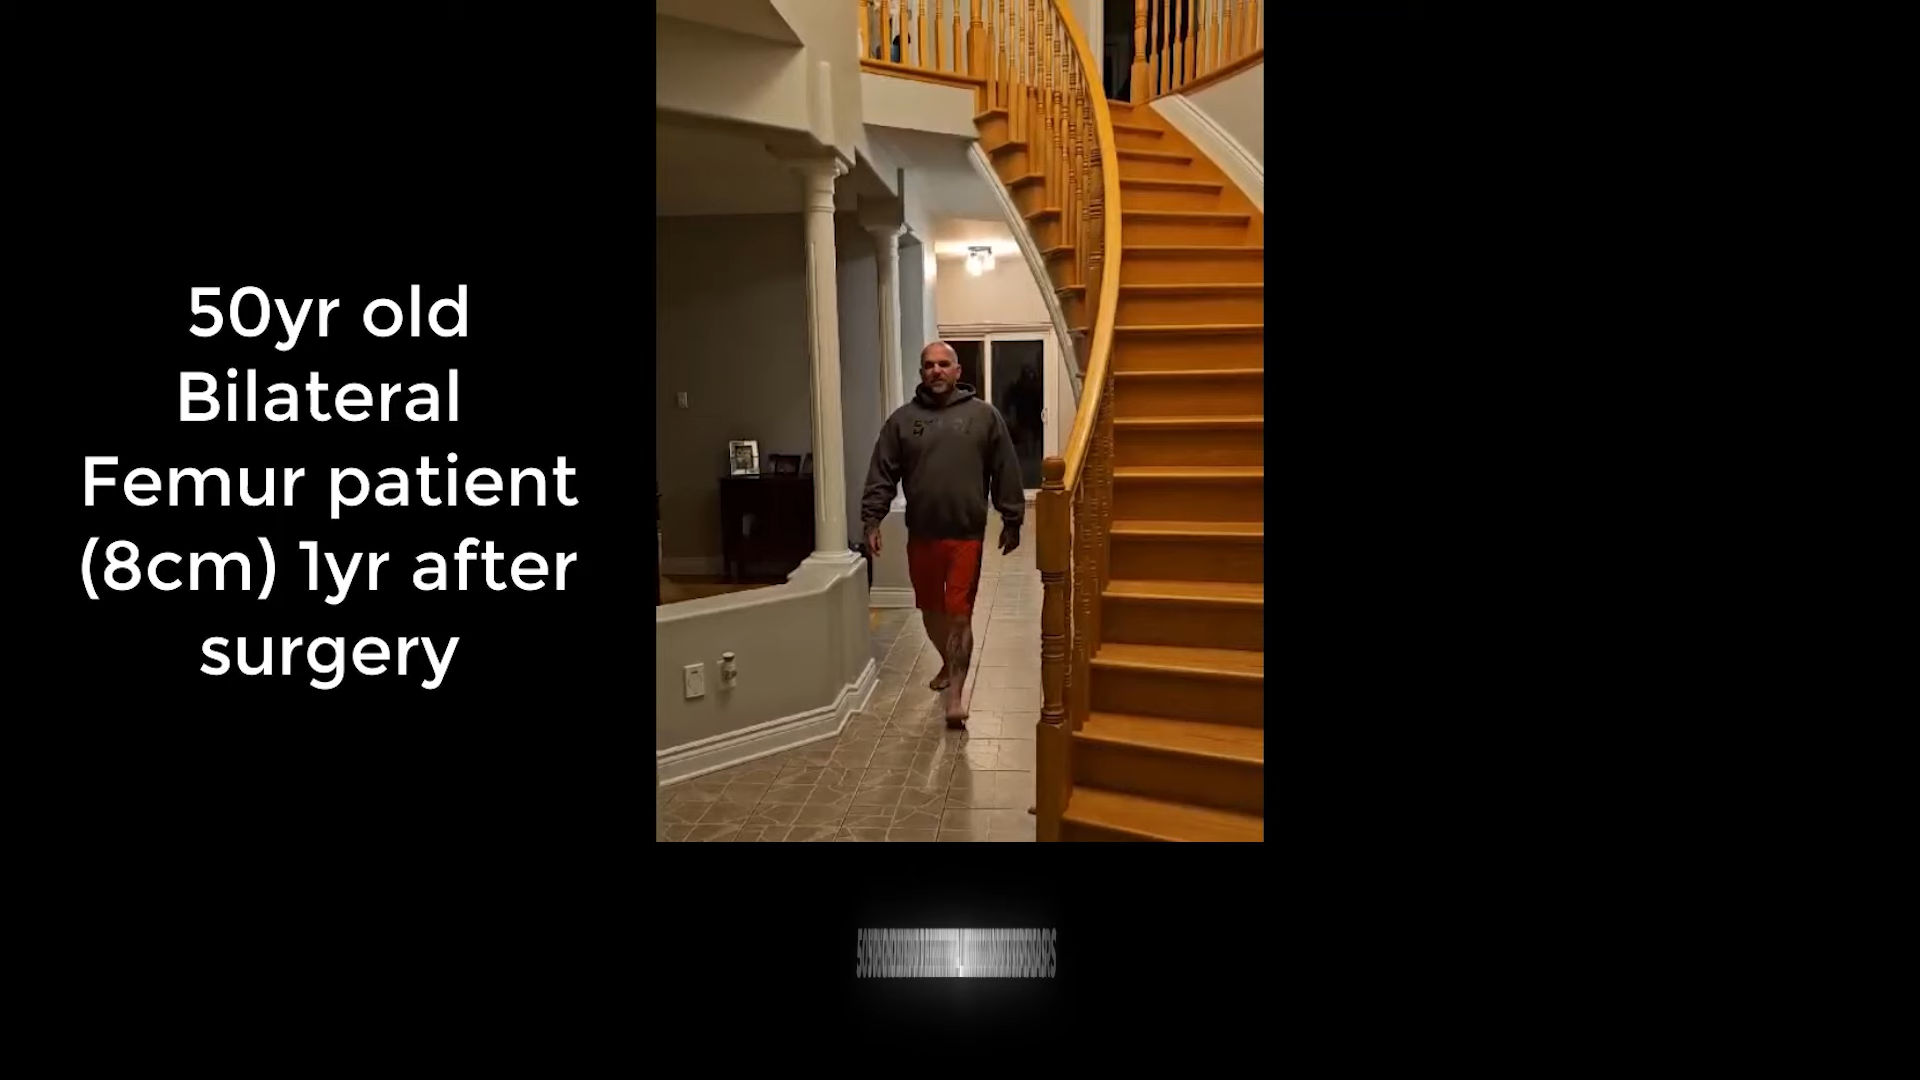 50yr old
Bilateral
Femur patient
(8cm) 1yr after
surgery